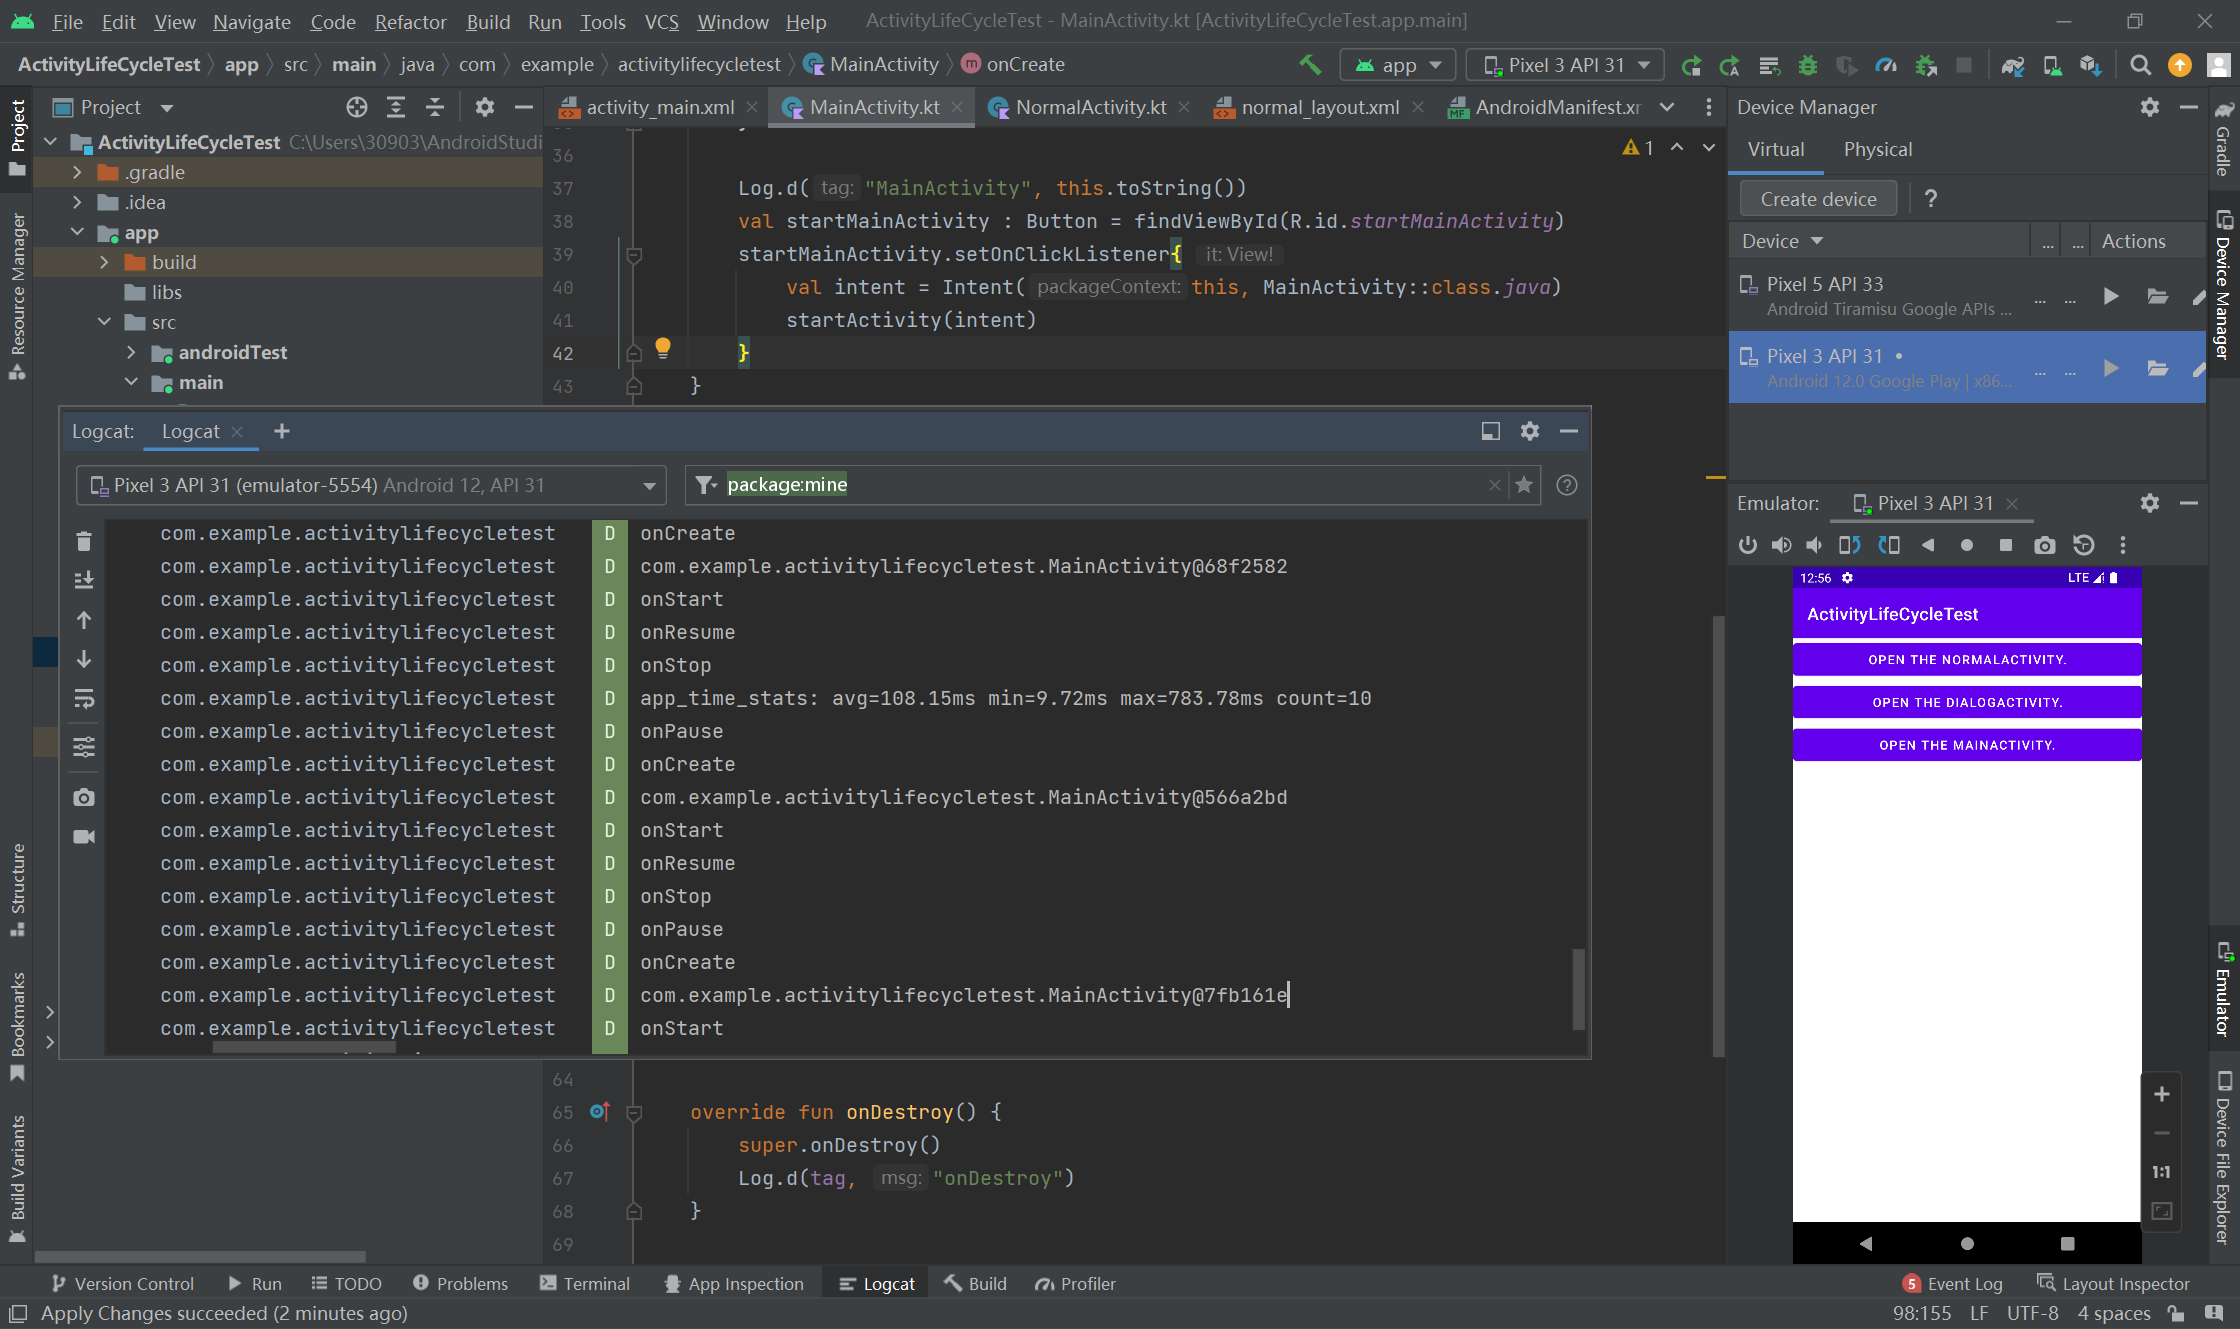 File Edit View Navigate Code Refactor Build Run Tools VCS Window Help ActivityLifeCycleTest - MainActivity.kt [ActivityLifeCycleTest.app.main]
ActivityLifeCycleTest app src main java com example activitylifecycletest MainActivity m onCreate app Pixel 3 API 31
Project activity_main.xml MainActivity.kt NormalActivity.kt normal_layout.xml AndroidManifest.xr Device Manager
Project
Resource Manager
Structure
Bookmarks
Build Variants
ActivityLifeCycleTest C:\Users\30903\AndroidStudi
.gradle
.idea
app
build
libs
src
androidTest
main
1
36
37 Log.d( tag: "MainActivity", this.toString())
38 val startMainActivity : Button = findViewById(R.id.startMainActivity)
39 startMainActivity.setOnClickListener{ it: View!
40 val intent = Intent( packageContext: this, MainActivity::class.java)
41 startActivity(intent)
42 }
43 }
Virtual Physical
Create device ?
Device ... ... Actions
Pixel 5 API 33
Android Tiramisu Google APIs ... ... ...
Pixel 3 API 31 •
Android 12.0 Google Play | x86... ... ...
Logcat: Logcat +
Pixel 3 API 31 (emulator-5554) Android 12, API 31 package:mine
com.example.activitylifecycletest D onCreate
com.example.activitylifecycletest D com.example.activitylifecycletest.MainActivity@68f2582
com.example.activitylifecycletest D onStart
com.example.activitylifecycletest D onResume
com.example.activitylifecycletest D onStop
com.example.activitylifecycletest D app_time_stats: avg=108.15ms min=9.72ms max=783.78ms count=10
com.example.activitylifecycletest D onPause
com.example.activitylifecycletest D onCreate
com.example.activitylifecycletest D com.example.activitylifecycletest.MainActivity@566a2bd
com.example.activitylifecycletest D onStart
com.example.activitylifecycletest D onResume
com.example.activitylifecycletest D onStop
com.example.activitylifecycletest D onPause
com.example.activitylifecycletest D onCreate
com.example.activitylifecycletest D com.example.activitylifecycletest.MainActivity@7fb161e
com.example.activitylifecycletest D onStart
64
65 override fun onDestroy() {
66 super.onDestroy()
67 Log.d(tag, msg: "onDestroy")
68 }
69
Emulator: Pixel 3 API 31
12:56 LTE
ActivityLifeCycleTest
OPEN THE NORMALACTIVITY.
OPEN THE DIALOGACTIVITY.
OPEN THE MAINACTIVITY.
1:1
Gradle
Device Manager
Emulator
Device File Explorer
Version Control Run TODO Problems Terminal App Inspection Logcat Build Profiler 5 Event Log Layout Inspector
Apply Changes succeeded (2 minutes ago) 98:155 LF UTF-8 4 spaces